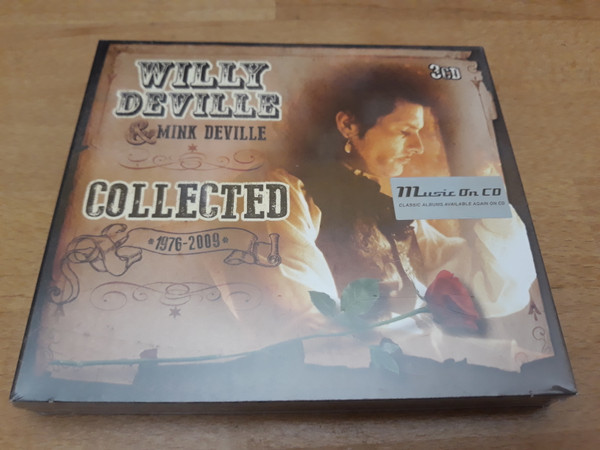 WILLY
DEVILLE
& MINK DEVILLE
COLLECTED
•1976-2009•
3CD
Music On CD
CLASSIC ALBUMS AVAILABLE AGAIN ON CD